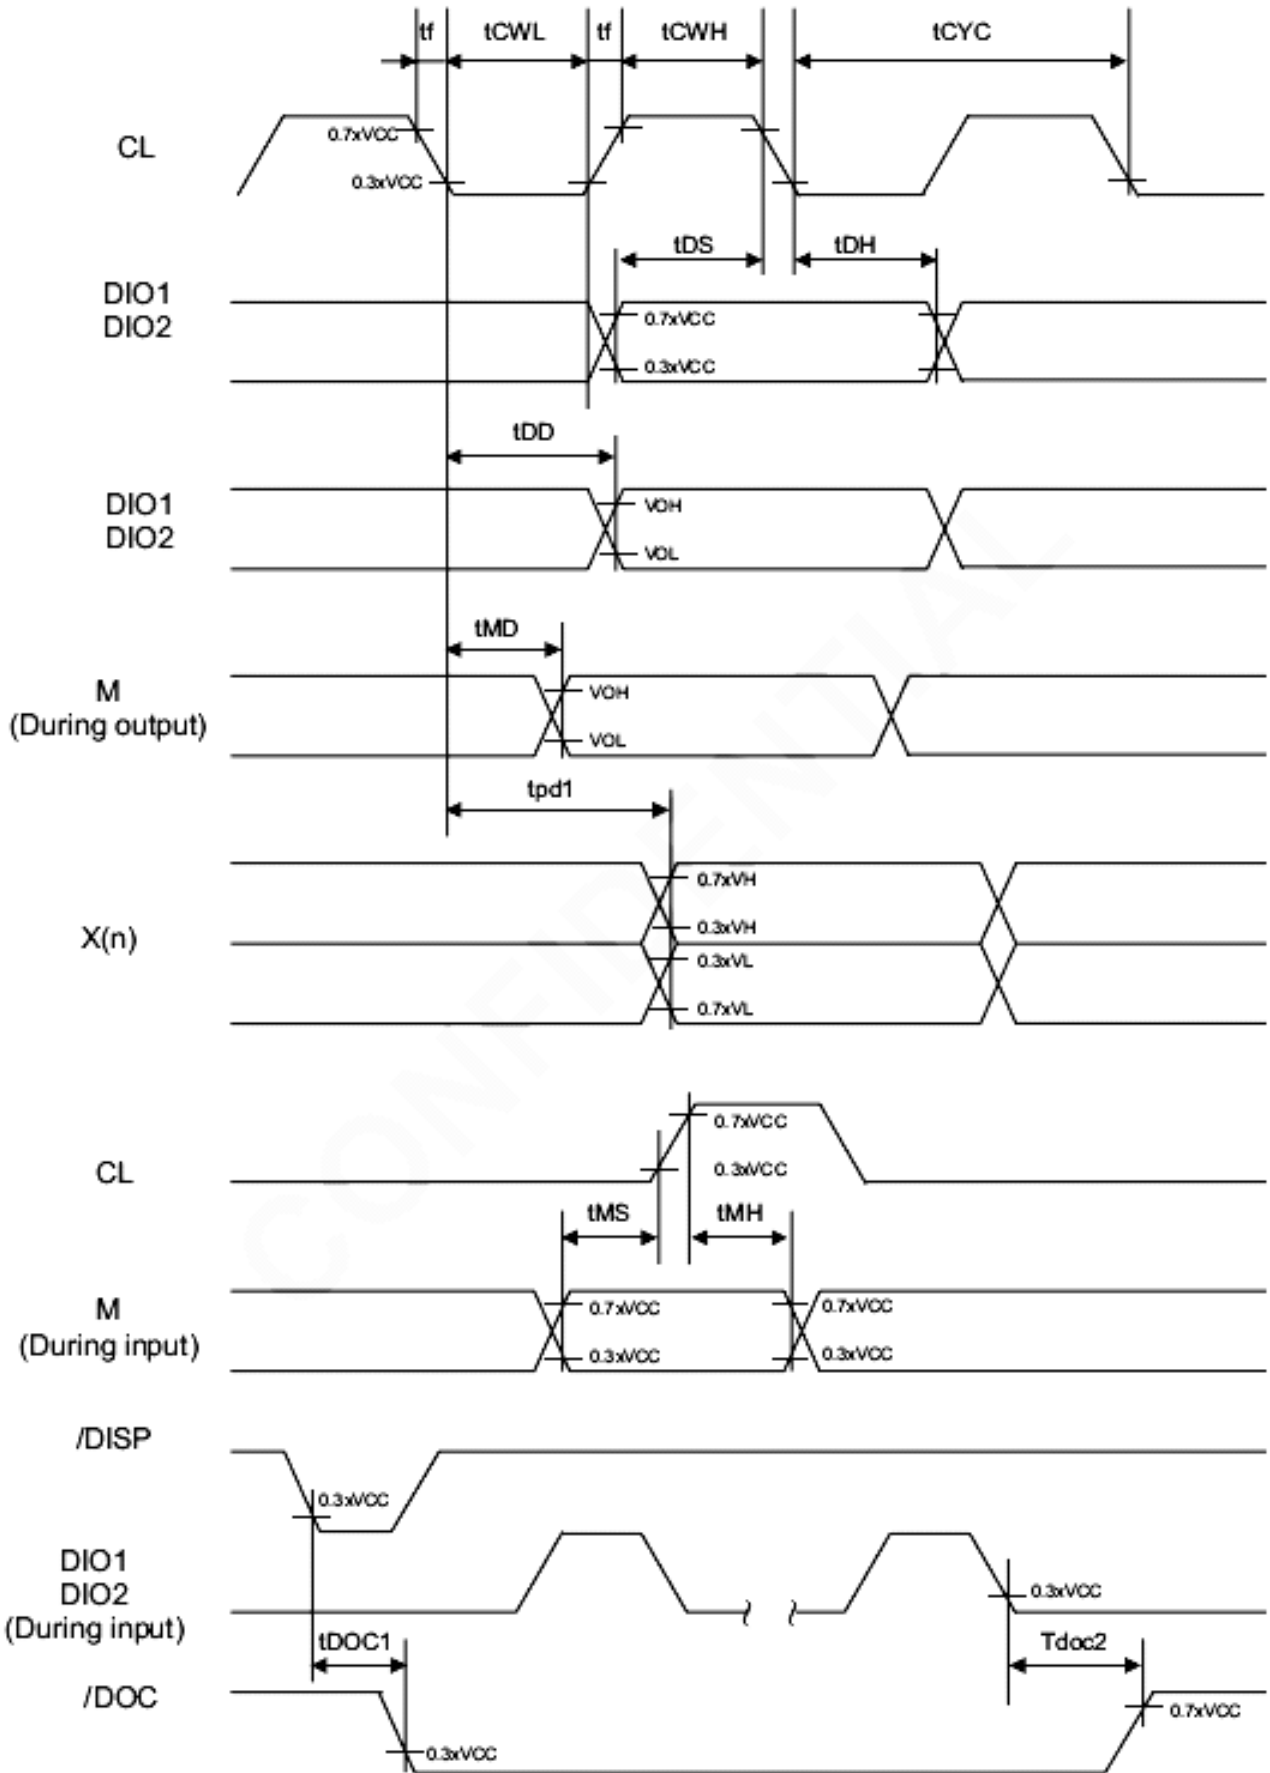 tf tCWL tf tCWH tCYC
CL
0.7xVCC
0.3xVCC
tDS tDH
DIO1
DIO2
0.7xVCC
0.3xVCC
tDD
DIO1
DIO2
VOH
VOL
tMD
M
(During output)
VOH
VOL
tpd1
X(n)
0.7xVH
0.3xVH
0.3xVL
0.7xVL
CL
0.7xVCC
0.3xVCC
tMS tMH
M
(During input)
0.7xVCC 0.7xVCC
0.3xVCC 0.3xVCC
/DISP
0.3xVCC
DIO1
DIO2
(During input)
0.3xVCC
tDOC1 Tdoc2
/DOC
0.7xVCC
0.3xVCC
CONFIDENTIAL